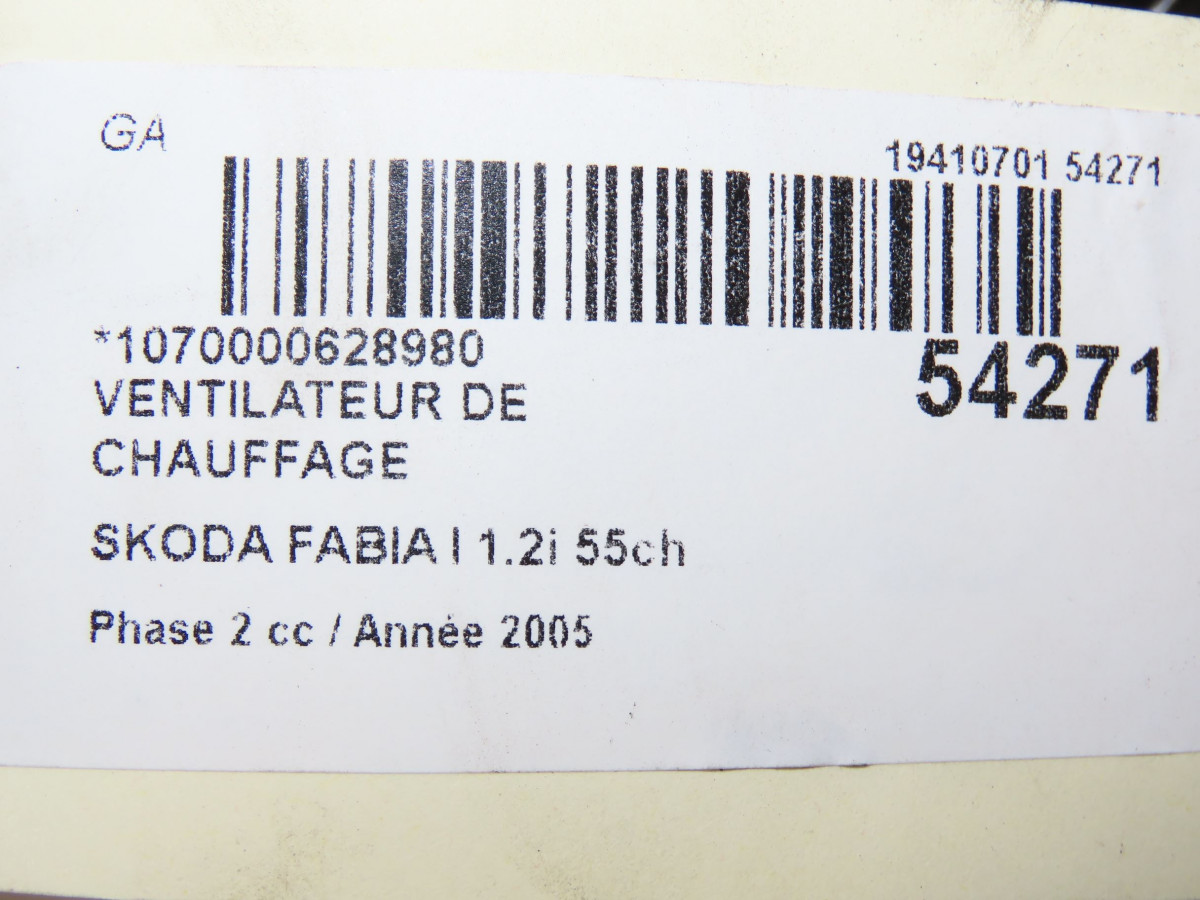 GA
19410701 54271
*1070000628980
54271
VENTILATEUR DE
CHAUFFAGE
SKODA FABIA I 1.2i 55ch
Phase 2 cc / Année 2005